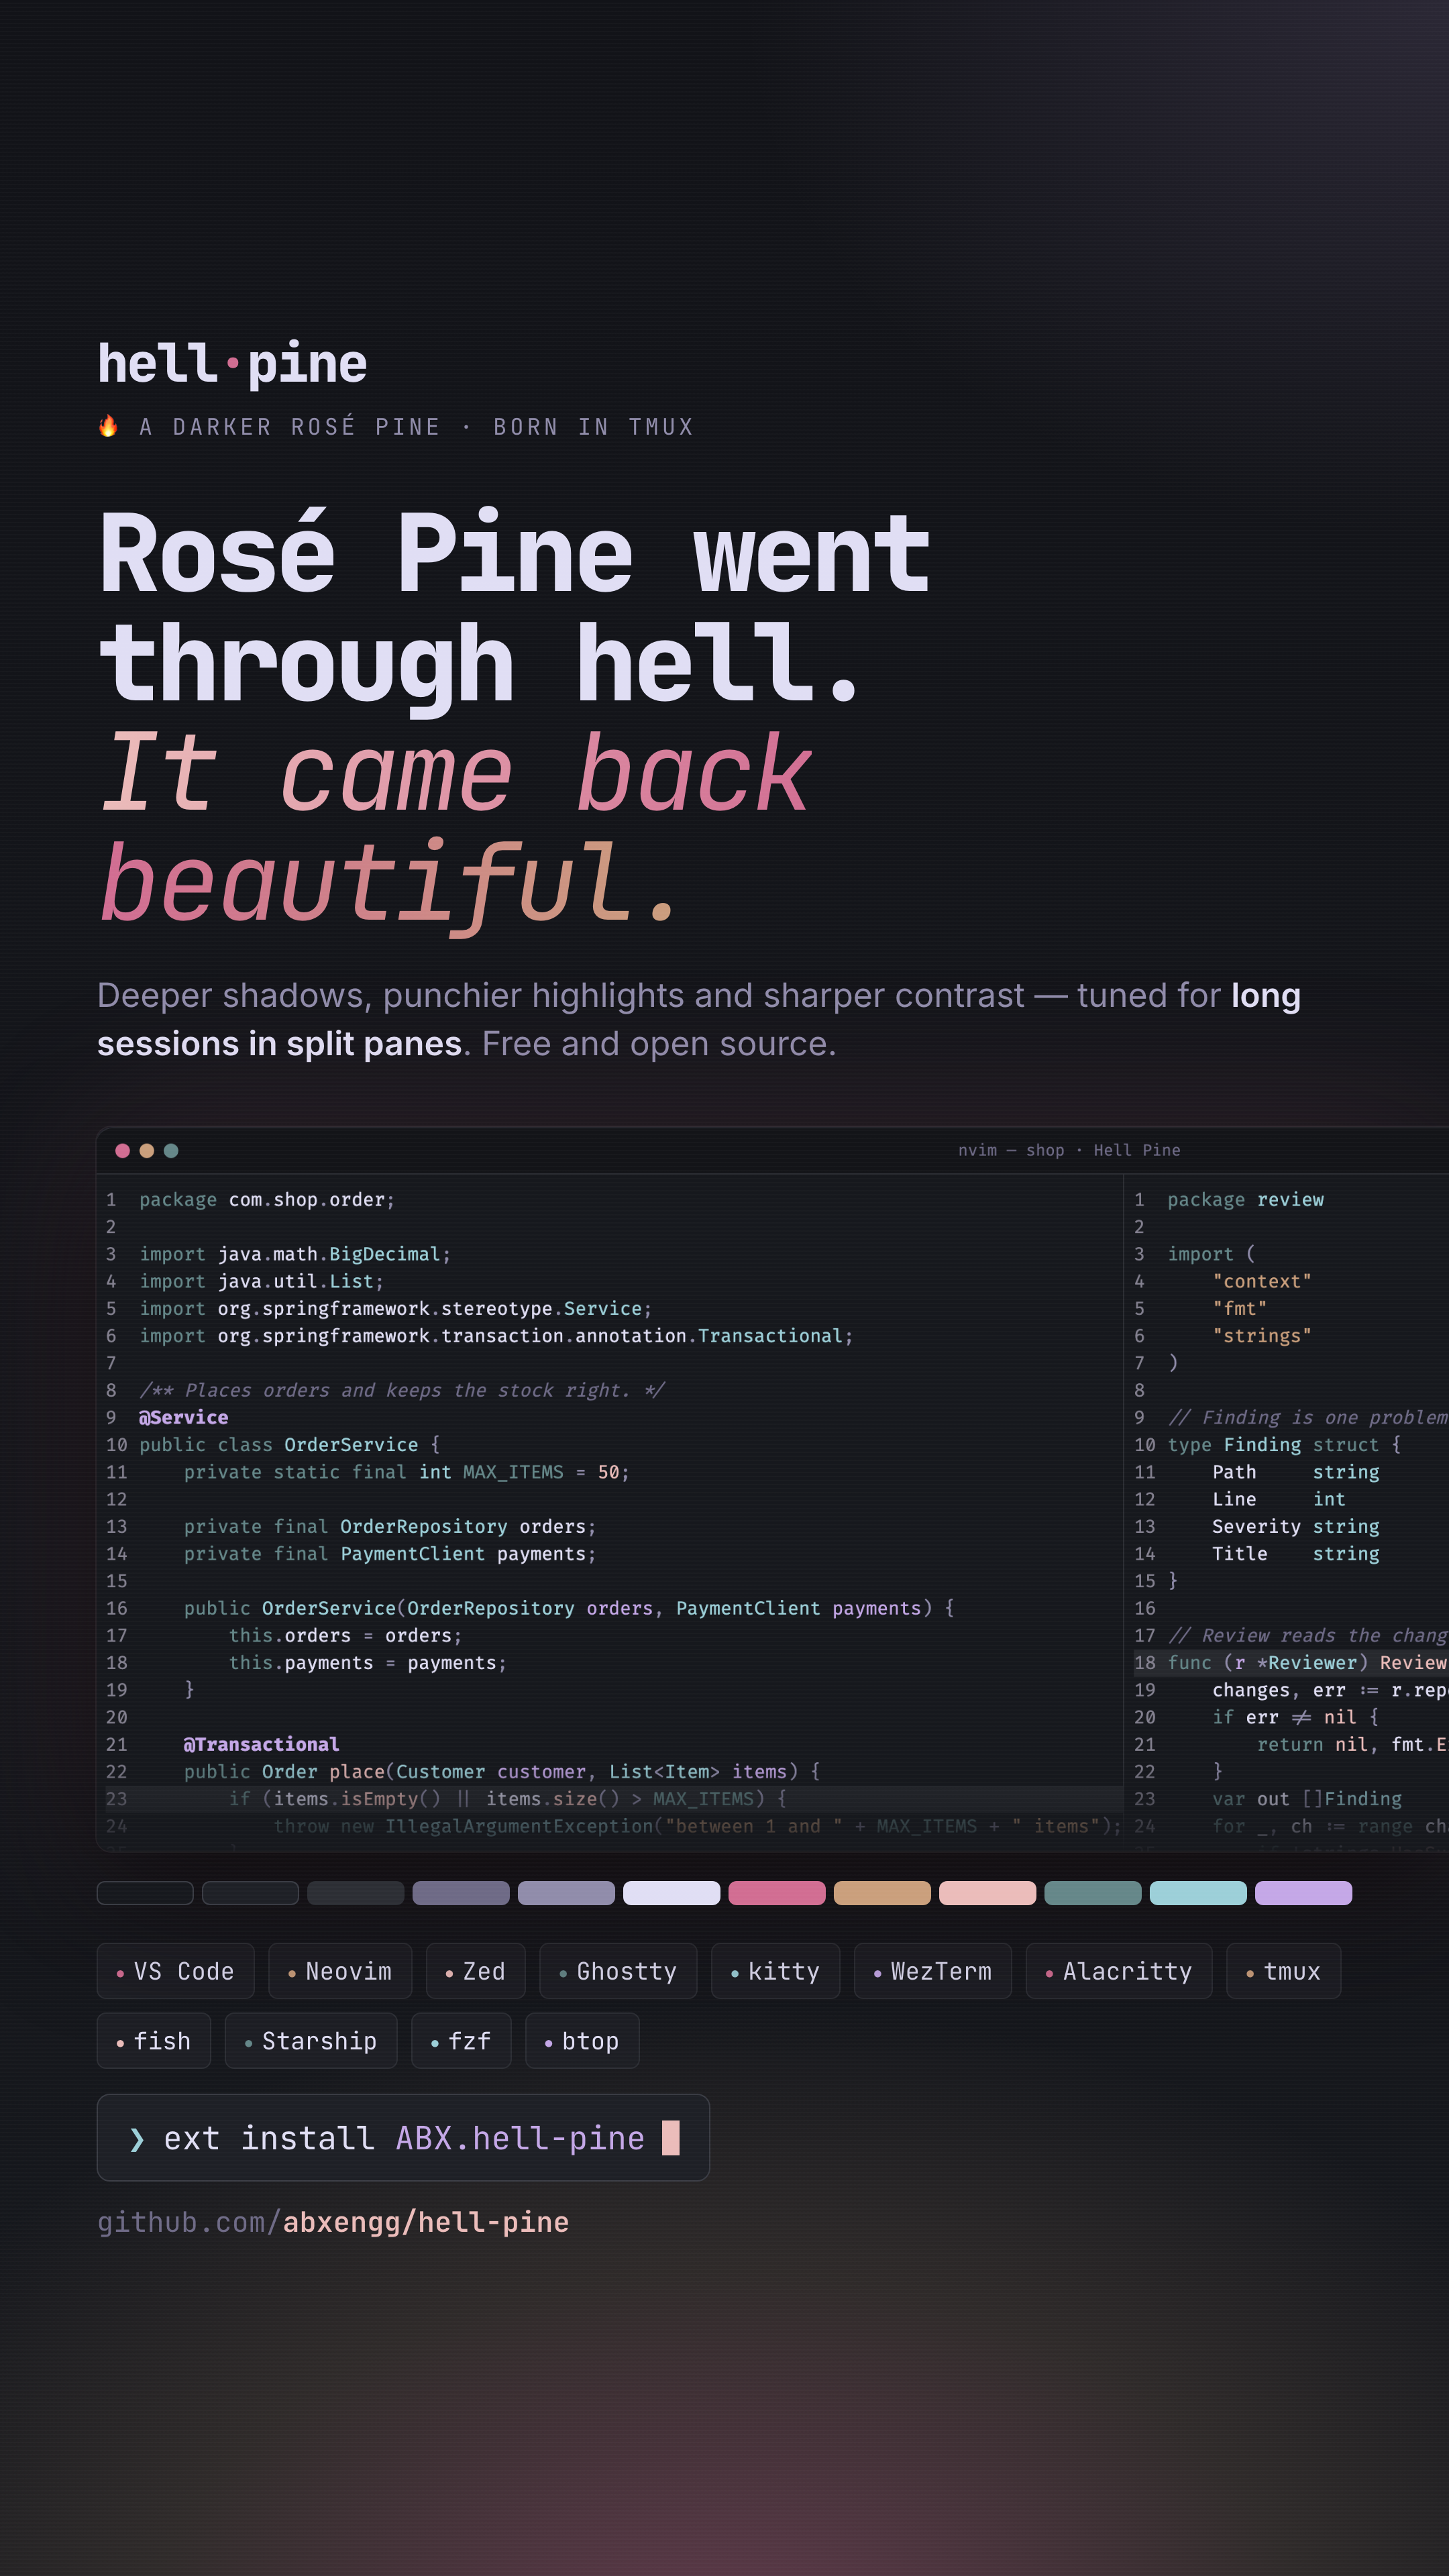 hell·pine
🔥 A DARKER ROSÉ PINE · BORN IN TMUX
Rosé Pine went
through hell.
It came back
beautiful.
Deeper shadows, punchier highlights and sharper contrast — tuned for long
sessions in split panes. Free and open source.
nvim — shop · Hell Pine
1 package com.shop.order;
2
3 import java.math.BigDecimal;
4 import java.util.List;
5 import org.springframework.stereotype.Service;
6 import org.springframework.transaction.annotation.Transactional;
7
8 /** Places orders and keeps the stock right. */
9 @Service
10 public class OrderService {
11     private static final int MAX_ITEMS = 50;
12
13     private final OrderRepository orders;
14     private final PaymentClient payments;
15
16     public OrderService(OrderRepository orders, PaymentClient payments) {
17         this.orders = orders;
18         this.payments = payments;
19     }
20
21     @Transactional
22     public Order place(Customer customer, List<Item> items) {
23         if (items.isEmpty() || items.size() > MAX_ITEMS) {
24             throw new IllegalArgumentException("between 1 and " + MAX_ITEMS + " items");
1 package review
2
3 import (
4     "context"
5     "fmt"
6     "strings"
7 )
8
9 // Finding is one problem
10 type Finding struct {
11     Path     string
12     Line     int
13     Severity string
14     Title    string
15 }
16
17 // Review reads the chang
18 func (r *Reviewer) Review
19     changes, err := r.rep
20     if err ≠ nil {
21         return nil, fmt.E
22     }
23     var out []Finding
24     for _, ch := range ch
VS Code Neovim Zed Ghostty kitty WezTerm Alacritty tmux
fish Starship fzf btop
❯ ext install ABX.hell-pine
github.com/abxengg/hell-pine